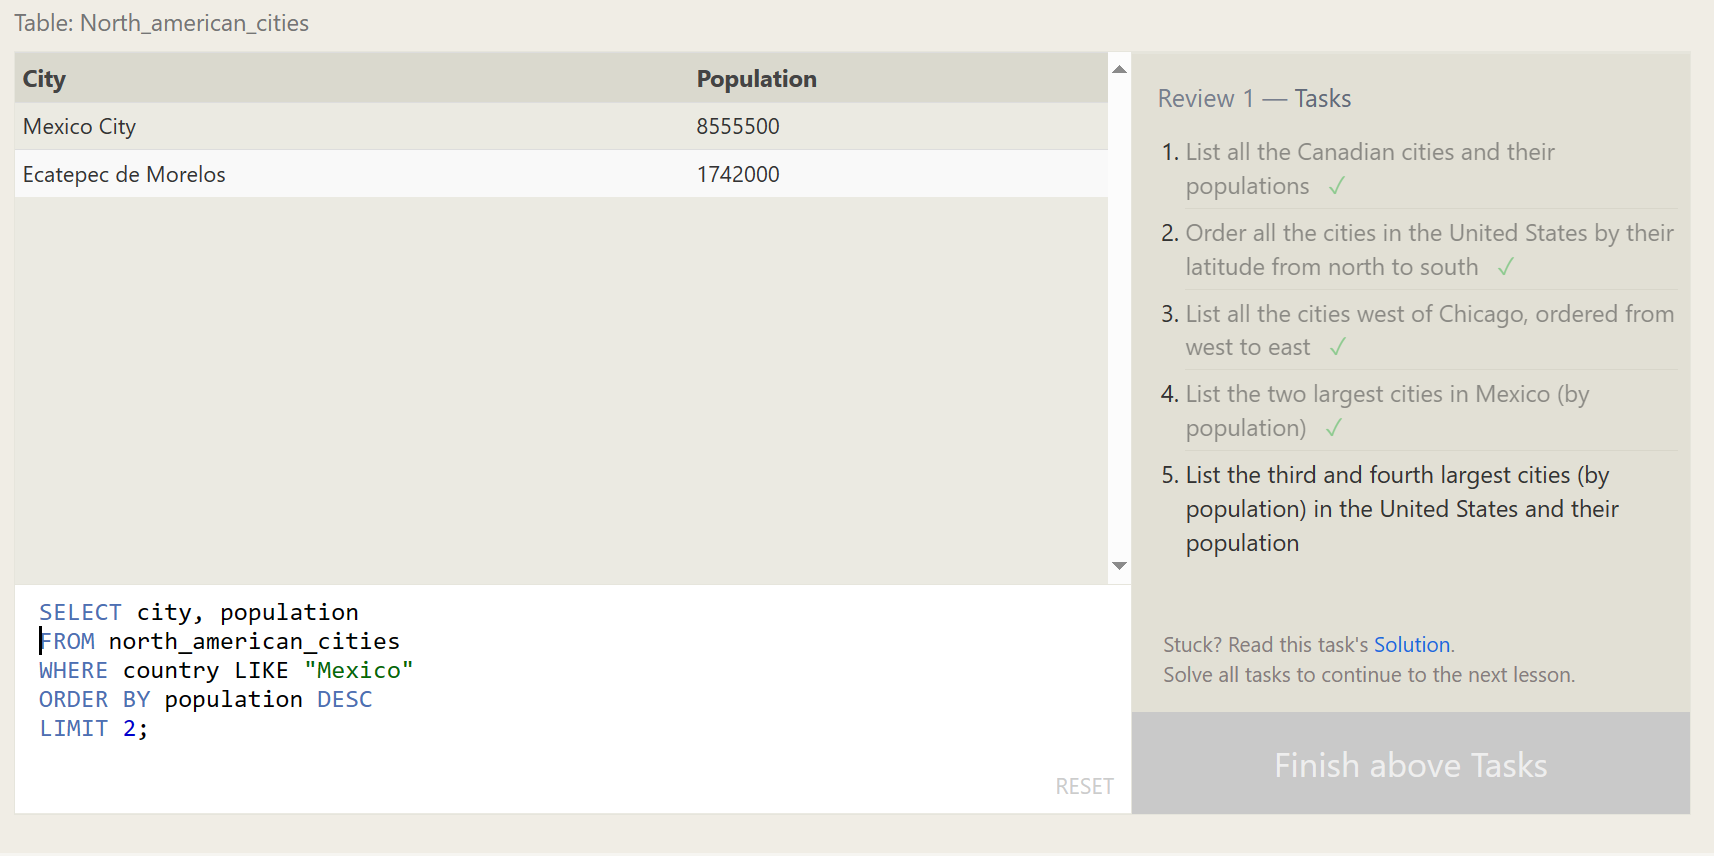 Table: North_american_cities
City Population
Mexico City 8555500
Ecatepec de Morelos 1742000
SELECT city, population
FROM north_american_cities
WHERE country LIKE "Mexico"
ORDER BY population DESC
LIMIT 2;
RESET
Review 1 — Tasks
1. List all the Canadian cities and their
populations ✓
2. Order all the cities in the United States by their
latitude from north to south ✓
3. List all the cities west of Chicago, ordered from
west to east ✓
4. List the two largest cities in Mexico (by
population) ✓
5. List the third and fourth largest cities (by
population) in the United States and their
population
Stuck? Read this task's Solution.
Solve all tasks to continue to the next lesson.
Finish above Tasks